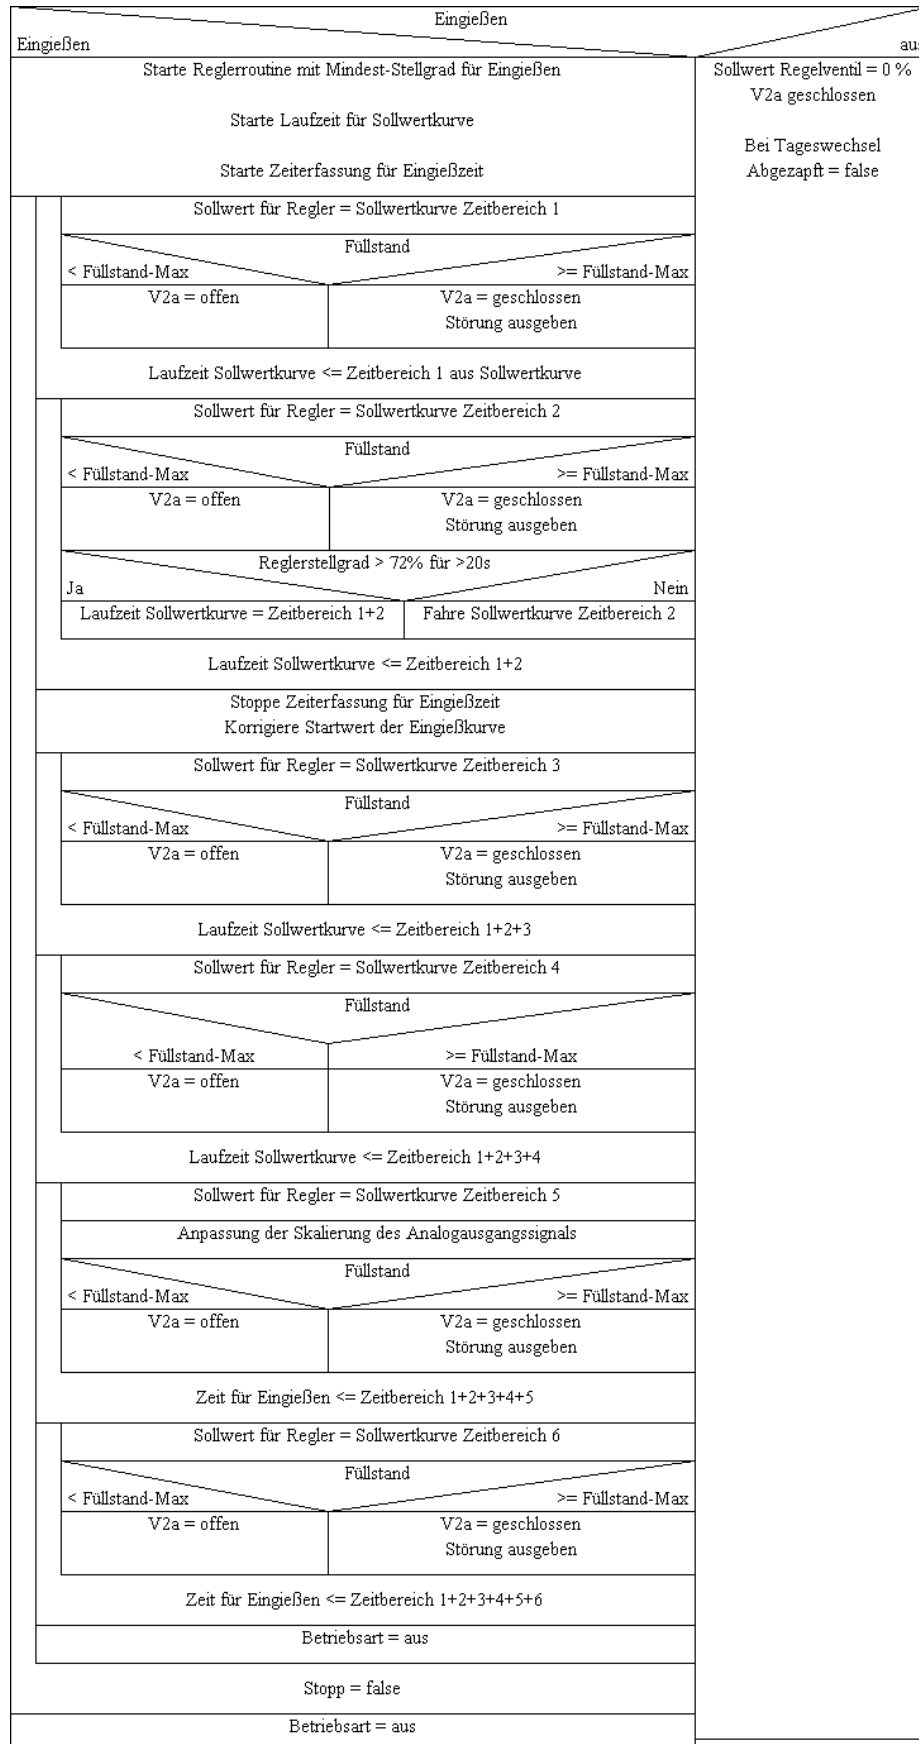 Eingießen
Eingießen
aus
Starte Reglerroutine mit Mindest-Stellgrad für Eingießen
Starte Laufzeit für Sollwertkurve
Starte Zeiterfassung für Eingießzeit
Sollwert Regelventil = 0 %
V2a geschlossen
Bei Tageswechsel
Abgezapft = false
Sollwert für Regler = Sollwertkurve Zeitbereich 1
Füllstand
< Füllstand-Max
>= Füllstand-Max
V2a = offen
V2a = geschlossen
Störung ausgeben
Laufzeit Sollwertkurve <= Zeitbereich 1 aus Sollwertkurve
Sollwert für Regler = Sollwertkurve Zeitbereich 2
Füllstand
< Füllstand-Max
>= Füllstand-Max
V2a = offen
V2a = geschlossen
Störung ausgeben
Reglerstellgrad > 72% für >20s
Ja
Nein
Laufzeit Sollwertkurve = Zeitbereich 1+2
Fahre Sollwertkurve Zeitbereich 2
Laufzeit Sollwertkurve <= Zeitbereich 1+2
Stoppe Zeiterfassung für Eingießzeit
Korrigiere Startwert der Eingießkurve
Sollwert für Regler = Sollwertkurve Zeitbereich 3
Füllstand
< Füllstand-Max
>= Füllstand-Max
V2a = offen
V2a = geschlossen
Störung ausgeben
Laufzeit Sollwertkurve <= Zeitbereich 1+2+3
Sollwert für Regler = Sollwertkurve Zeitbereich 4
Füllstand
< Füllstand-Max
>= Füllstand-Max
V2a = offen
V2a = geschlossen
Störung ausgeben
Laufzeit Sollwertkurve <= Zeitbereich 1+2+3+4
Sollwert für Regler = Sollwertkurve Zeitbereich 5
Anpassung der Skalierung des Analogausgangssignals
Füllstand
< Füllstand-Max
>= Füllstand-Max
V2a = offen
V2a = geschlossen
Störung ausgeben
Zeit für Eingießen <= Zeitbereich 1+2+3+4+5
Sollwert für Regler = Sollwertkurve Zeitbereich 6
Füllstand
< Füllstand-Max
>= Füllstand-Max
V2a = offen
V2a = geschlossen
Störung ausgeben
Zeit für Eingießen <= Zeitbereich 1+2+3+4+5+6
Betriebsart = aus
Stopp = false
Betriebsart = aus